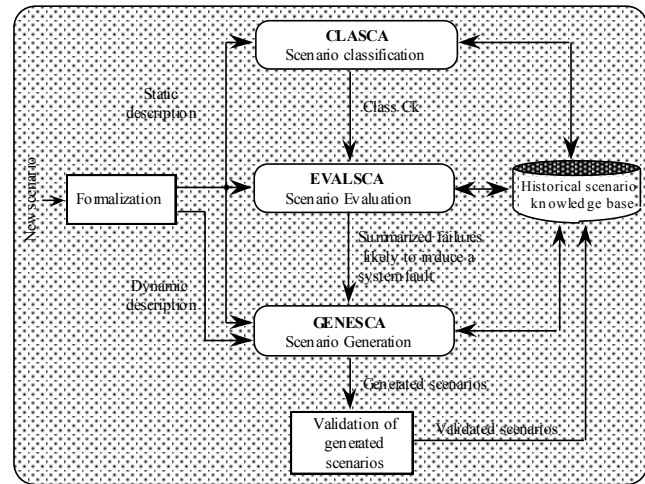 CLASCA
Scenario classification
Static
description
Class Ck
New scenario
Formalization
EVALSCA
Scenario Evaluation
Historical scenario
knowledge base
Summarized failures
likely to induce a
system fault
Dynamic
description
GENESCA
Scenario Generation
Generated scenarios
Validation of
generated
scenarios
Validated scenarios